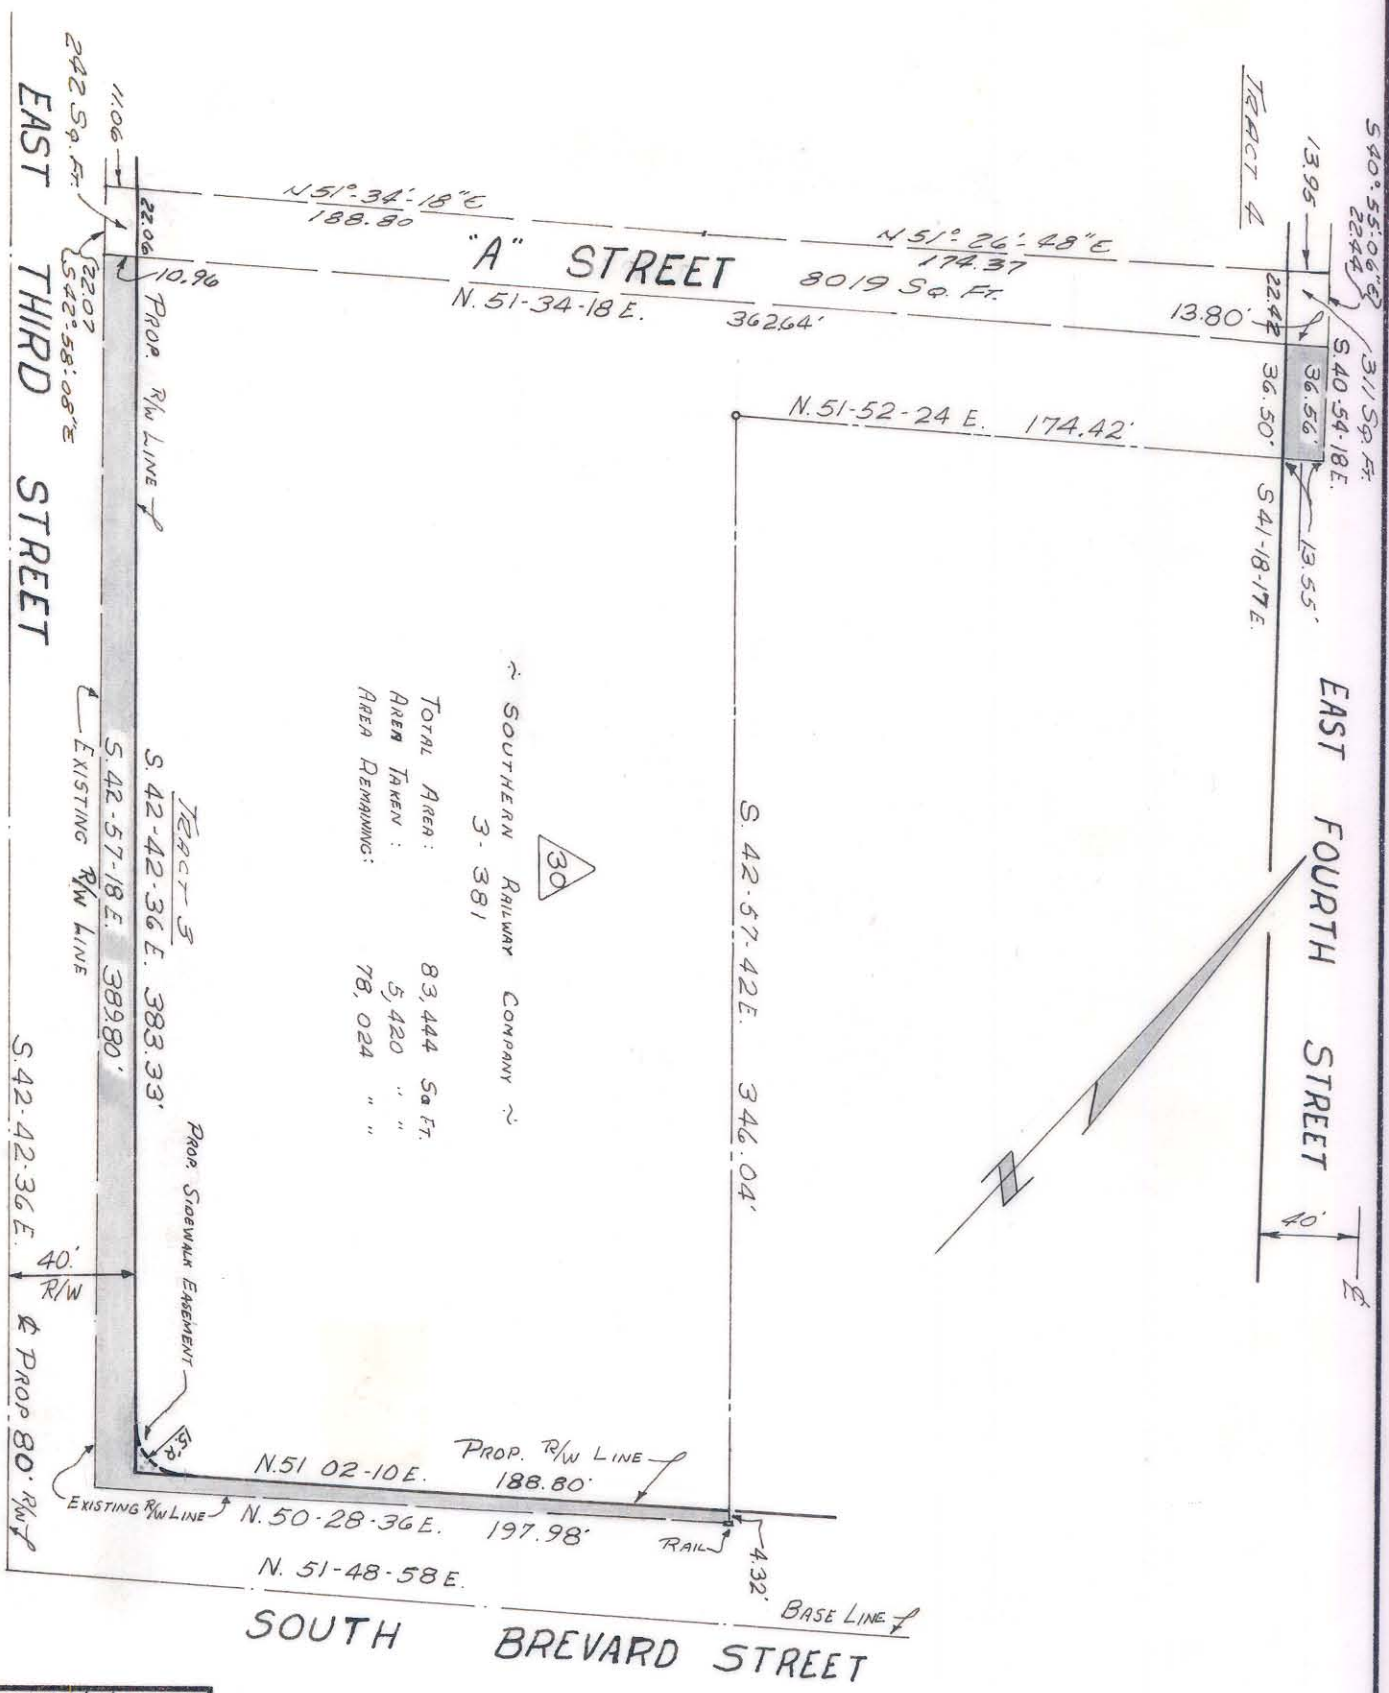 S 40°-55'-06"E
22.44
311 Sq. Ft.
13.95
TRACT 4
S. 40-54-18E.
13.80'
22.42
36.56'
36.50'
13.55'
S 41-18-17E.
EAST FOURTH STREET
40'
℄
N 51°-34'-18"E
188.80
N 51°-26'-48"E
174.37
"A" STREET
8019 Sq. Ft.
N. 51-34-18 E. 362.64'
N. 51-52-24 E. 174.42'
S. 42-57-42E. 346.04'
11.06
242 Sq. Ft.
22.06
10.96
22.07
S42°-58'-08"E
EAST THIRD STREET
PROP. R/W LINE
EXISTING R/W LINE
TRACT 3
S. 42-42-36 E. 383.33'
S. 42-57-18 E. 389.80'
30
~ SOUTHERN RAILWAY COMPANY ~
3-381
TOTAL AREA: 83,444 Sq FT.
AREA TAKEN: 5,420 " "
AREA REMAINING: 78,024 " "
PROP. SIDEWALK EASEMENT
15' R
S. 42-42-36 E. ℄ PROP 80' R/W
40'
R/W
N.51 02-10E. 188.80'
PROP. R/W LINE
EXISTING R/W LINE
N. 50-28-36E. 197.98'
RAIL
4.32'
N. 51-48-58 E.
BASE LINE
SOUTH BREVARD STREET
N